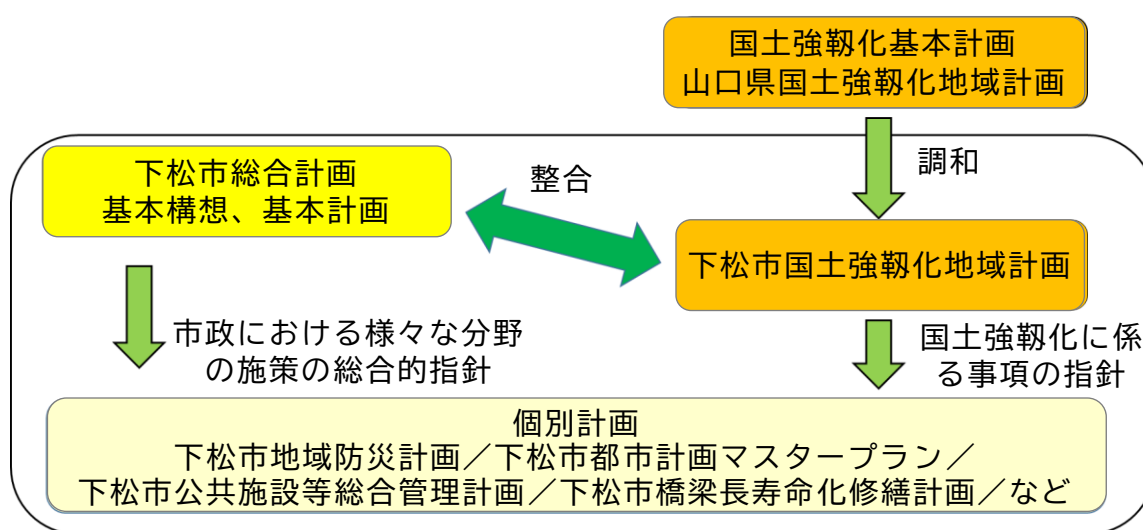 国土強靱化基本計画
山口県国土強靱化地域計画
調和
下松市総合計画
基本構想、基本計画
整合
下松市国土強靱化地域計画
市政における様々な分野
の施策の総合的指針
国土強靱化に係
る事項の指針
個別計画
下松市地域防災計画／下松市都市計画マスタープラン／
下松市公共施設等総合管理計画／下松市橋梁長寿命化修繕計画／など